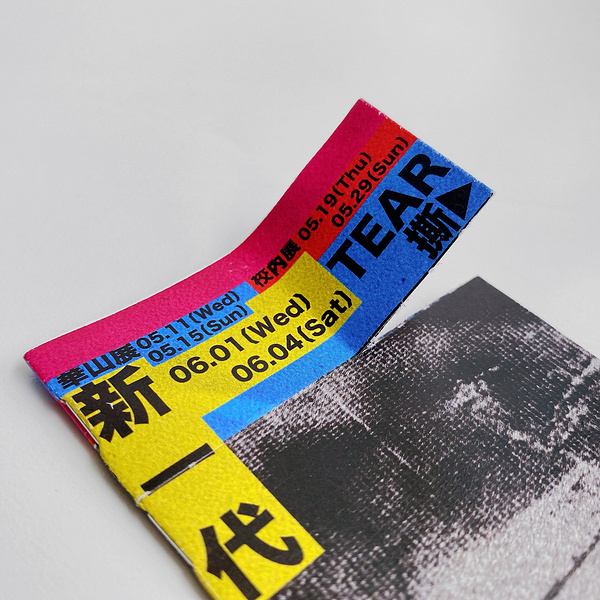 校內展 05.19(Thu)
05.29(Sun)
TEAR
撕▶
華山展 05.11(Wed)
05.15(Sun)
新一代
06.01(Wed)
06.04(Sat)